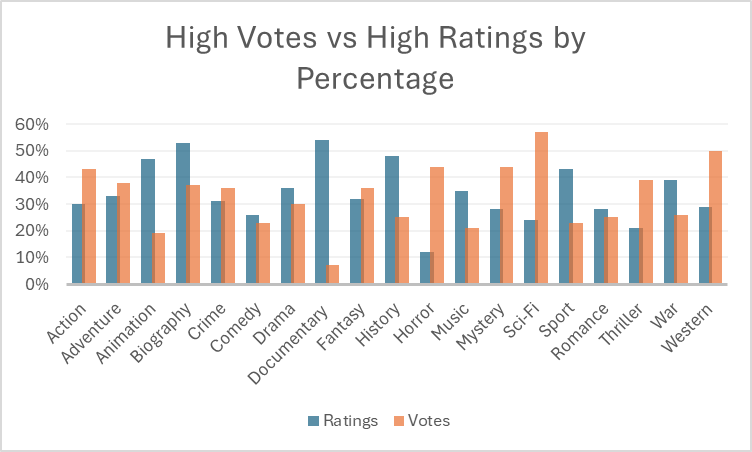 High Votes vs High Ratings by
Percentage
60%
50%
40%
30%
20%
10%
0%
Action
Adventure
Animation
Biography
Crime
Comedy
Drama
Documentary
Fantasy
History
Horror
Music
Mystery
Sci-Fi
Sport
Romance
Thriller
War
Western
Ratings Votes